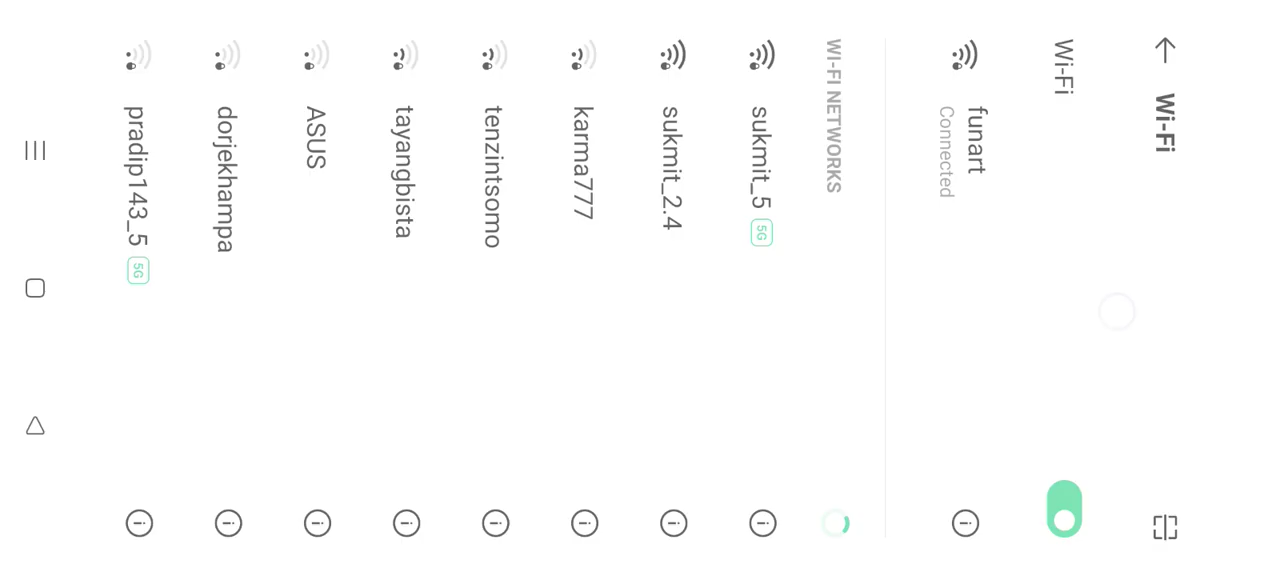 Wi-Fi
Wi-Fi
funart
Connected
WI-FI NETWORKS
sukmit_5 5G
sukmit_2.4
karma777
tenzintsomo
tayangbista
ASUS
dorjekhampa
pradip143_5 5G